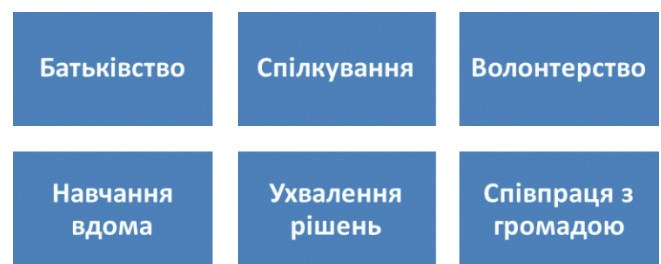 Батьківство
Спілкування
Волонтерство
Навчання
вдома
Ухвалення
рішень
Співпраця з
громадою